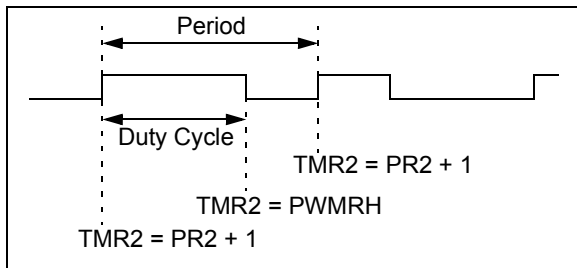 Period
Duty Cycle
TMR2 = PR2 + 1
TMR2 = PWMRH
TMR2 = PR2 + 1